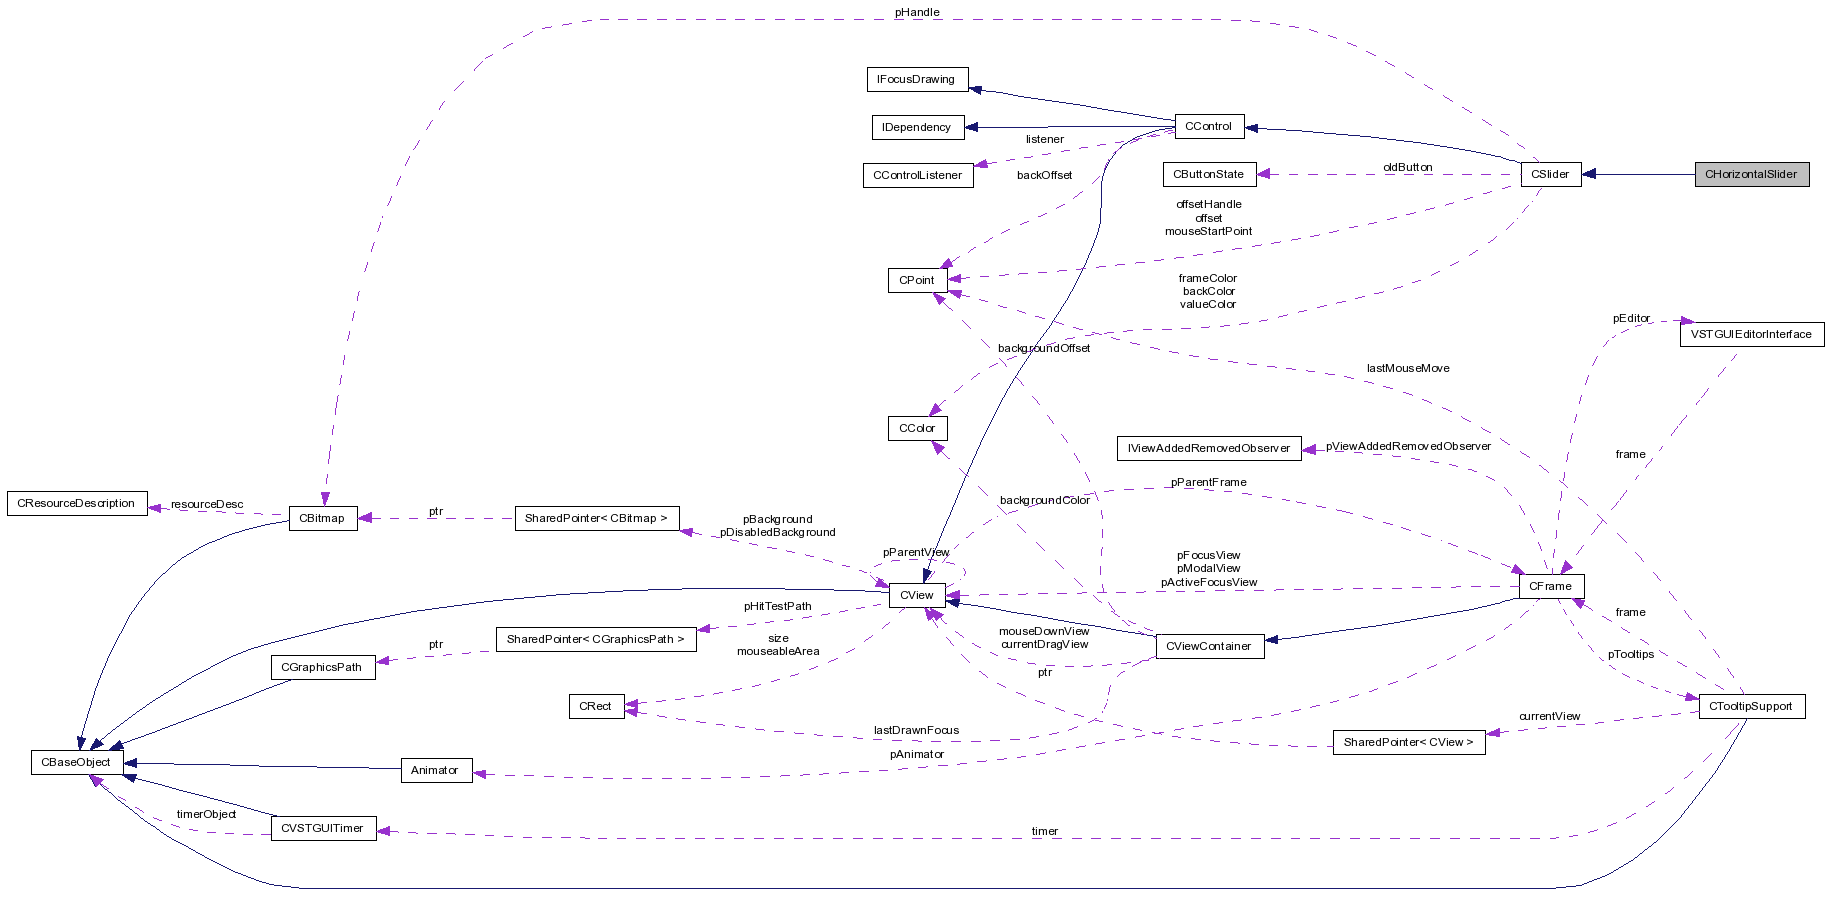 pHandle
IFocusDrawing
IDependency
CControl
listener
CControlListener
backOffset
CButtonState
oldButton
CSlider
CHorizontalSlider
offsetHandle
offset
mouseStartPoint
CPoint
frameColor
backColor
valueColor
pEditor
VSTGUIEditorInterface
backgroundOffset
lastMouseMove
CColor
IViewAddedRemovedObserver
pViewAddedRemovedObserver
frame
pParentFrame
backgroundColor
CResourceDescription
resourceDesc
CBitmap
ptr
SharedPointer< CBitmap >
pBackground
pDisabledBackground
pParentView
CView
pFocusView
pModalView
pActiveFocusView
CFrame
pHitTestPath
SharedPointer< CGraphicsPath >
ptr
CGraphicsPath
size
mouseableArea
mouseDownView
currentDragView
ptr
CViewContainer
frame
pTooltips
CRect
CTooltipSupport
currentView
lastDrawnFocus
SharedPointer< CView >
pAnimator
CBaseObject
Animator
timerObject
CVSTGUITimer
timer